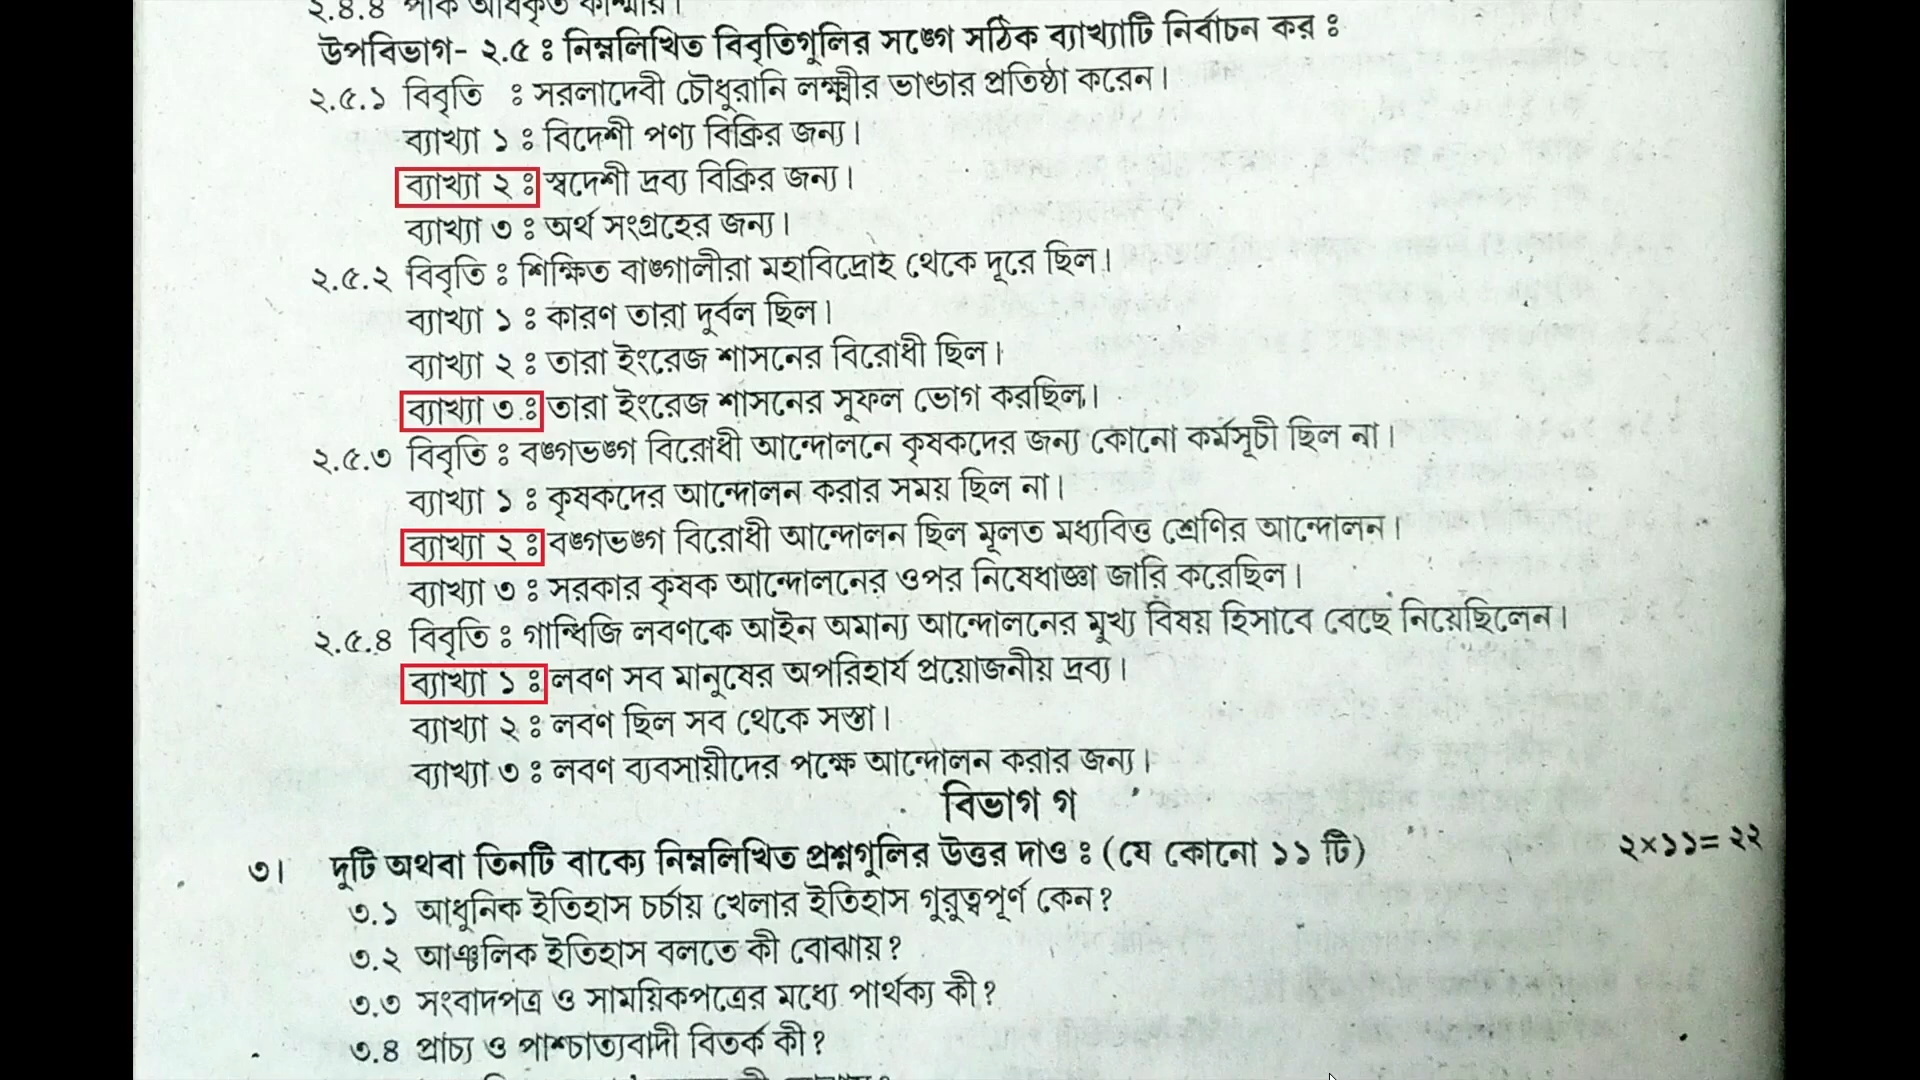 ২.৪.৪ পাক অধিকৃত কাশ্মীর।
উপবিভাগ- ২.৫ ঃ নিম্নলিখিত বিবৃতিগুলির সঙ্গে সঠিক ব্যাখ্যাটি নির্বাচন কর ঃ
২.৫.১ বিবৃতি ঃ সরলাদেবী চৌধুরানি লক্ষ্মীর ভাণ্ডার প্রতিষ্ঠা করেন।
ব্যাখ্যা ১ ঃ বিদেশী পণ্য বিক্রির জন্য।
ব্যাখ্যা ২ ঃ স্বদেশী দ্রব্য বিক্রির জন্য।
ব্যাখ্যা ৩ ঃ অর্থ সংগ্রহের জন্য।
২.৫.২ বিবৃতি ঃ শিক্ষিত বাঙ্গালীরা মহাবিদ্রোহ থেকে দূরে ছিল।
ব্যাখ্যা ১ ঃ কারণ তারা দুর্বল ছিল।
ব্যাখ্যা ২ ঃ তারা ইংরেজ শাসনের বিরোধী ছিল।
ব্যাখ্যা ৩ ঃ তারা ইংরেজ শাসনের সুফল ভোগ করছিল।
২.৫.৩ বিবৃতি ঃ বঙ্গভঙ্গ বিরোধী আন্দোলনে কৃষকদের জন্য কোনো কর্মসূচী ছিল না।
ব্যাখ্যা ১ ঃ কৃষকদের আন্দোলন করার সময় ছিল না।
ব্যাখ্যা ২ ঃ বঙ্গভঙ্গ বিরোধী আন্দোলন ছিল মূলত মধ্যবিত্ত শ্রেণির আন্দোলন।
ব্যাখ্যা ৩ ঃ সরকার কৃষক আন্দোলনের ওপর নিষেধাজ্ঞা জারি করেছিল।
২.৫.৪ বিবৃতি ঃ গান্ধিজি লবণকে আইন অমান্য আন্দোলনের মুখ্য বিষয় হিসাবে বেছে নিয়েছিলেন।
ব্যাখ্যা ১ ঃ লবণ সব মানুষের অপরিহার্য প্রয়োজনীয় দ্রব্য।
ব্যাখ্যা ২ ঃ লবণ ছিল সব থেকে সস্তা।
ব্যাখ্যা ৩ ঃ লবণ ব্যবসায়ীদের পক্ষে আন্দোলন করার জন্য।
বিভাগ গ
৩। দুটি অথবা তিনটি বাক্যে নিম্নলিখিত প্রশ্নগুলির উত্তর দাও ঃ (যে কোনো ১১ টি) ২×১১= ২২
৩.১ আধুনিক ইতিহাস চর্চায় খেলার ইতিহাস গুরুত্বপূর্ণ কেন?
৩.২ আঞ্চলিক ইতিহাস বলতে কী বোঝায়?
৩.৩ সংবাদপত্র ও সাময়িকপত্রের মধ্যে পার্থক্য কী?
৩.৪ প্রাচ্য ও পাশ্চাত্যবাদী বিতর্ক কী?